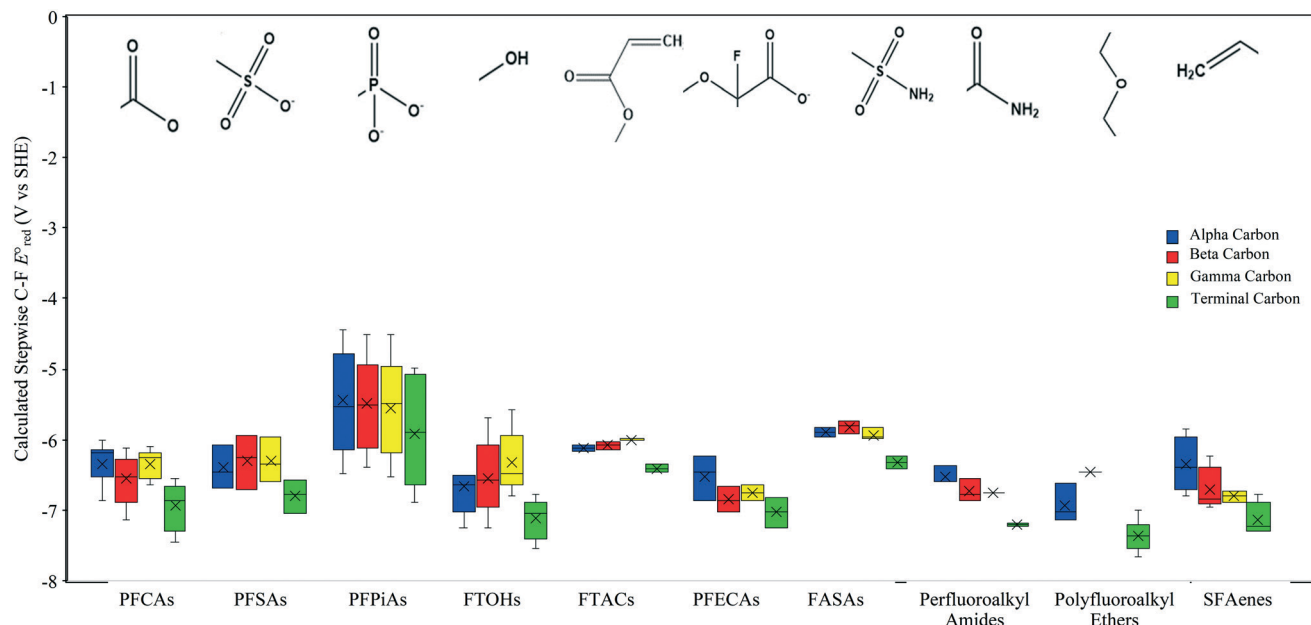 0
-1
-2
-3
-4
-5
-6
-7
-8
Calculated Stepwise C-F E°red (V vs SHE)
O
O
O
S
O
O⁻
O
P
O⁻
O⁻
OH
CH
O
O
F
O
O
O⁻
O
S
O
NH₂
O
NH₂
O
H₂C
Alpha Carbon
Beta Carbon
Gamma Carbon
Terminal Carbon
PFCAs
PFSAs
PFPiAs
FTOHs
FTACs
PFECAs
FASAs
Perfluoroalkyl
Amides
Polyfluoroalkyl
Ethers
SFAenes